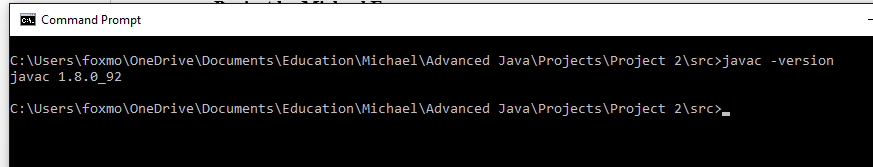 Command Prompt
C:\Users\foxmo\OneDrive\Documents\Education\Michael\Advanced Java\Projects\Project 2\src>javac -version
javac 1.8.0_92
C:\Users\foxmo\OneDrive\Documents\Education\Michael\Advanced Java\Projects\Project 2\src>